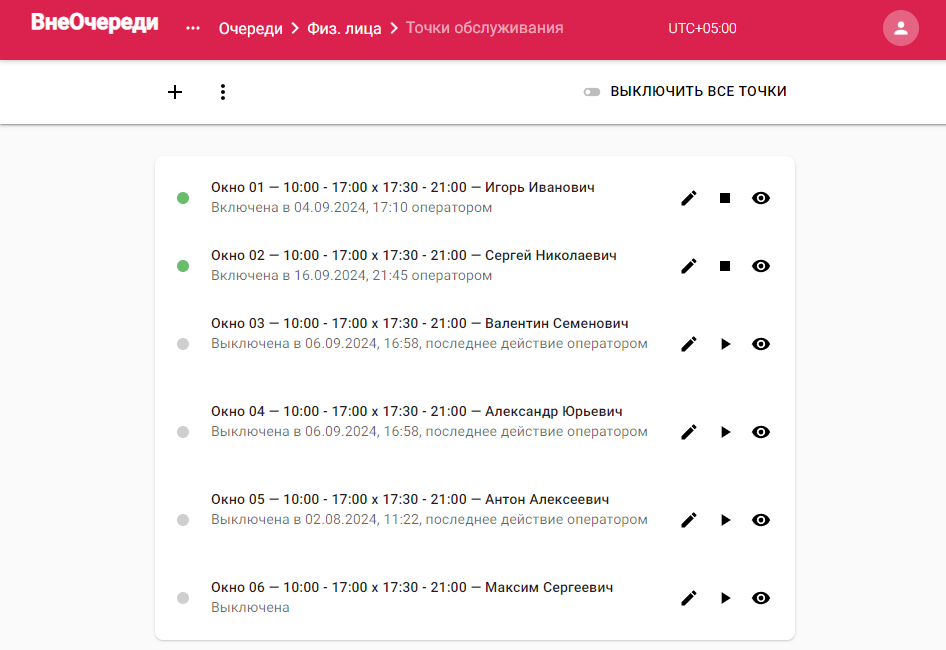 ВнеОчереди
... Очереди > Физ. лица > Точки обслуживания
UTC+05:00
ВЫКЛЮЧИТЬ ВСЕ ТОЧКИ
Окно 01 — 10:00 - 17:00 x 17:30 - 21:00 — Игорь Иванович
Включена в 04.09.2024, 17:10 оператором
Окно 02 — 10:00 - 17:00 x 17:30 - 21:00 — Сергей Николаевич
Включена в 16.09.2024, 21:45 оператором
Окно 03 — 10:00 - 17:00 x 17:30 - 21:00 — Валентин Семенович
Выключена в 06.09.2024, 16:58, последнее действие оператором
Окно 04 — 10:00 - 17:00 x 17:30 - 21:00 — Александр Юрьевич
Выключена в 06.09.2024, 16:58, последнее действие оператором
Окно 05 — 10:00 - 17:00 x 17:30 - 21:00 — Антон Алексеевич
Выключена в 02.08.2024, 11:22, последнее действие оператором
Окно 06 — 10:00 - 17:00 x 17:30 - 21:00 — Максим Сергеевич
Выключена